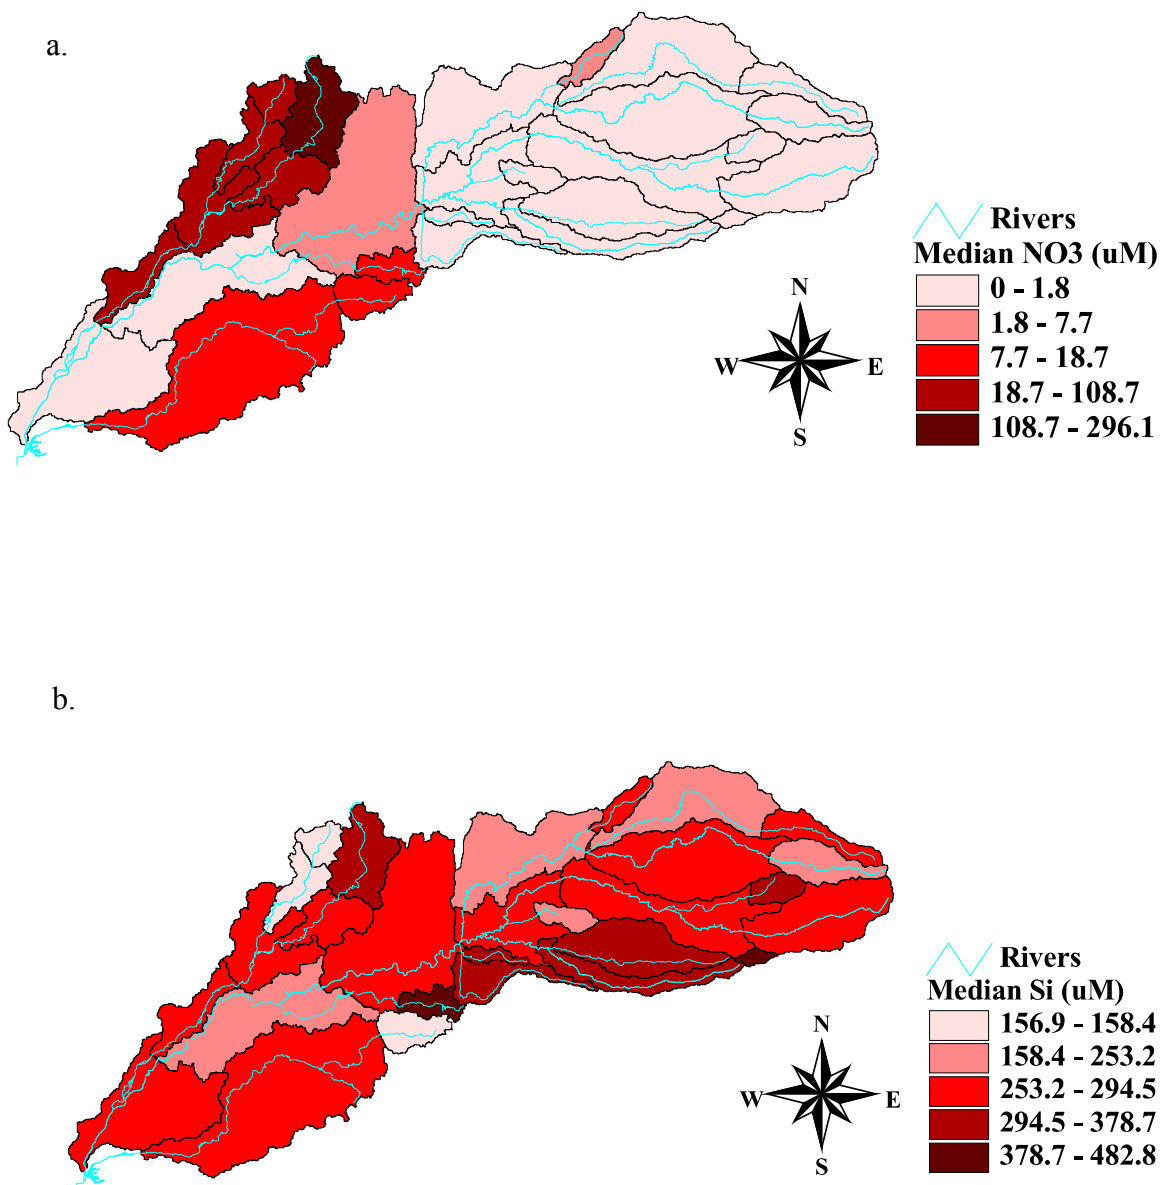 a.
Rivers
Median NO3 (uM)
0 - 1.8
1.8 - 7.7
7.7 - 18.7
18.7 - 108.7
108.7 - 296.1
N
W E
S
b.
Rivers
Median Si (uM)
156.9 - 158.4
158.4 - 253.2
253.2 - 294.5
294.5 - 378.7
378.7 - 482.8
N
W E
S